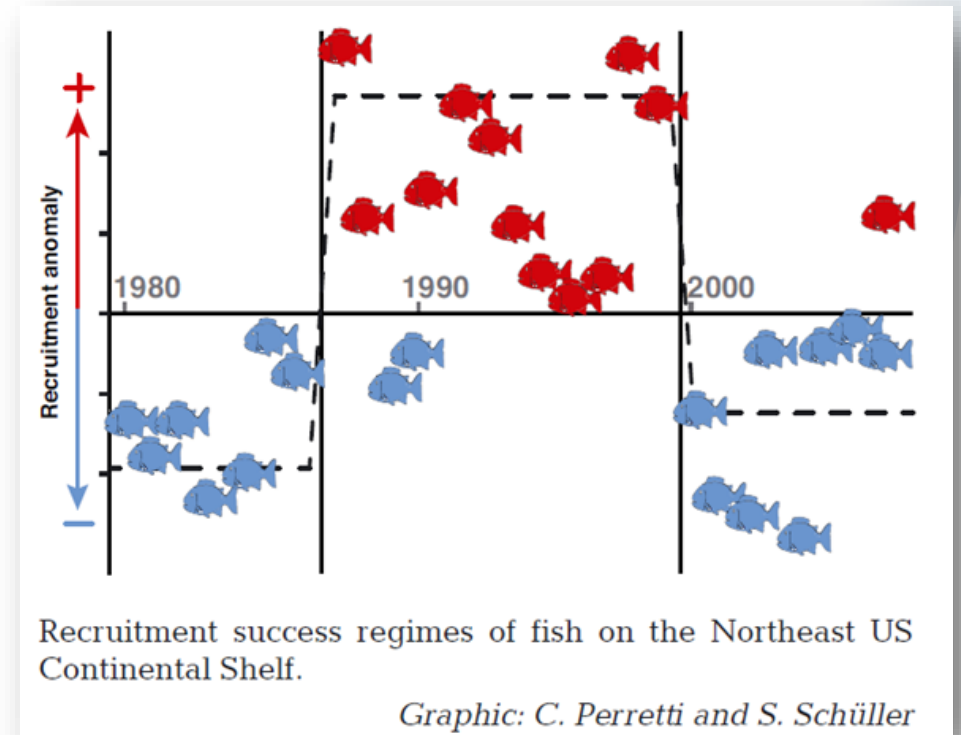 +
Recruitment anomaly
−
1980
1990
2000
Recruitment success regimes of fish on the Northeast US
Continental Shelf.
Graphic: C. Perretti and S. Schüller